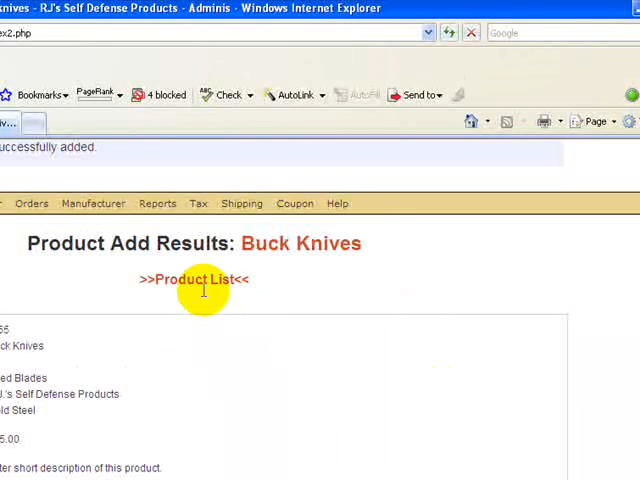 knives - RJ's Self Defense Products - Adminis - Windows Internet Explorer
ex2.php
Google
Bookmarks
PageRank
4 blocked
Check
AutoLink
AutoFill
Send to
Page
uccessfully added.
Orders Manufacturer Reports Tax Shipping Coupon Help
Product Add Results: Buck Knives
>>Product List<<
55
ck Knives
ed Blades
J.'s Self Defense Products
ld Steel
5.00
ter short description of this product.